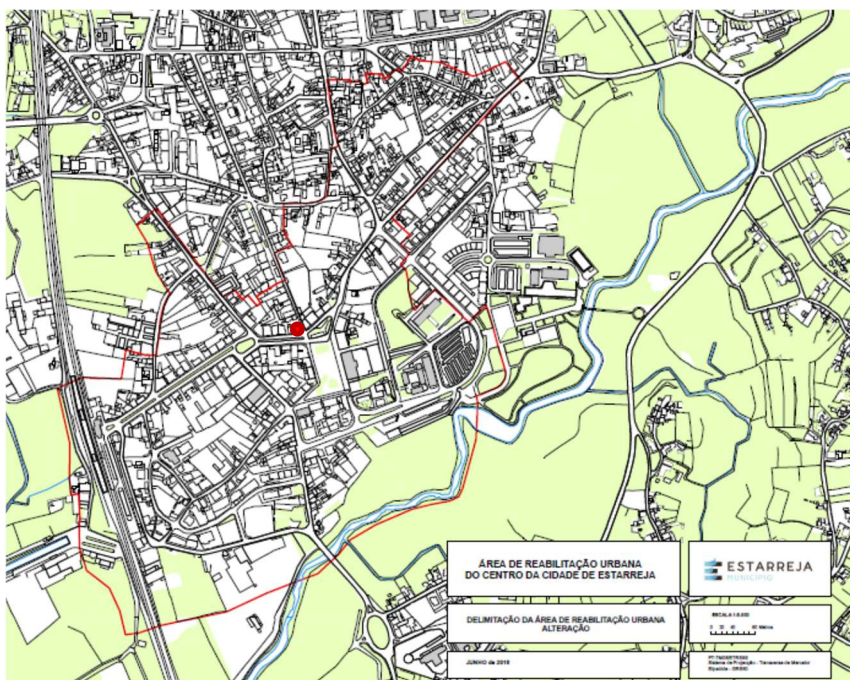 ÁREA DE REABILITAÇÃO URBANA
DO CENTRO DA CIDADE DE ESTARREJA
ESTARREJA
MUNICÍPIO
DELIMITAÇÃO DA ÁREA DE REABILITAÇÃO URBANA
ALTERAÇÃO
JUNHO de 2018